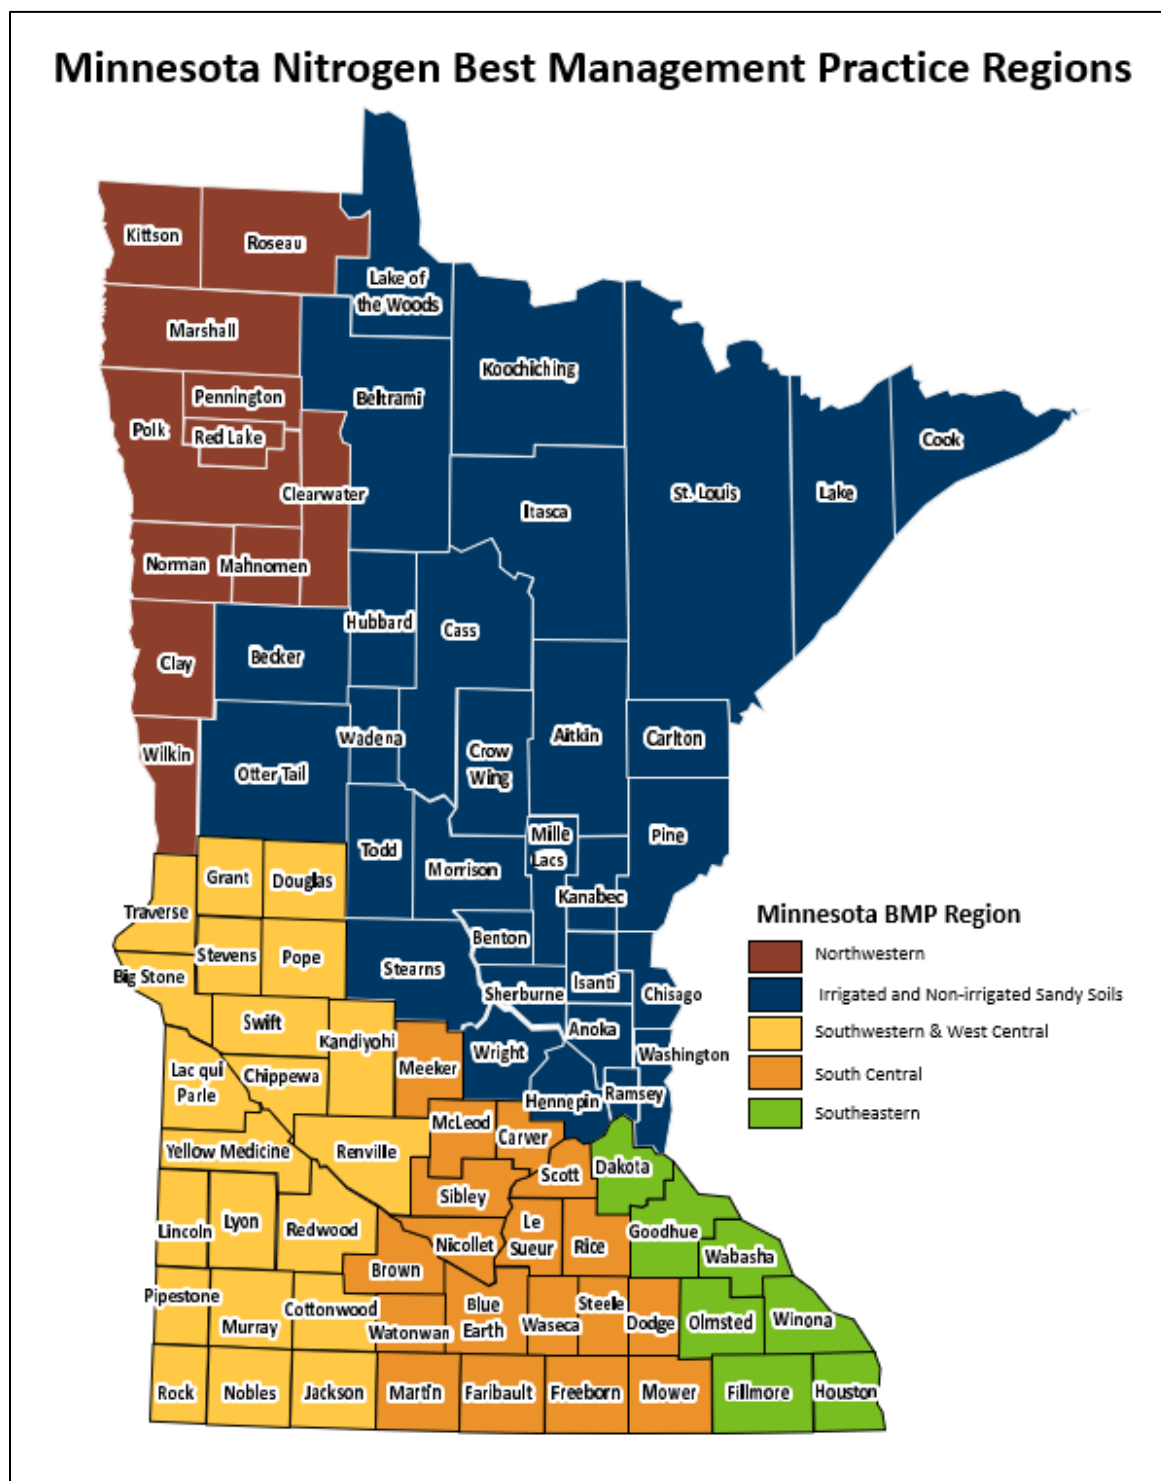 Minnesota Nitrogen Best Management Practice Regions
Kittson
Roseau
Lake of
the Woods
Marshall
Koochiching
Beltrami
Pennington
Polk
Red Lake
Cook
Clearwater
St. Louis
Lake
Itasca
Norman
Mahnomen
Hubbard
Cass
Becker
Clay
Wadena
Aitkin
Carlton
Wilkin
Crow
Wing
Otter Tail
Mille
Lacs
Pine
Todd
Morrison
Grant
Douglas
Kanabec
Traverse
Benton
Stevens
Pope
Stearns
Big Stone
Isanti
Sherburne
Chisago
Swift
Anoka
Kandiyohi
Wright
Washington
Meeker
Lac qui
Parle
Chippewa
Ramsey
Hennepin
McLeod
Carver
Yellow Medicine
Renville
Dakota
Scott
Sibley
Lincoln
Lyon
Redwood
Le
Sueur
Goodhue
Nicollet
Rice
Wabasha
Brown
Pipestone
Cottonwood
Blue
Earth
Steele
Murray
Watonwan
Waseca
Dodge
Olmsted
Winona
Rock
Nobles
Jackson
Martin
Faribault
Freeborn
Mower
Fillmore
Houston
Minnesota BMP Region
Northwestern
Irrigated and Non-irrigated Sandy Soils
Southwestern & West Central
South Central
Southeastern